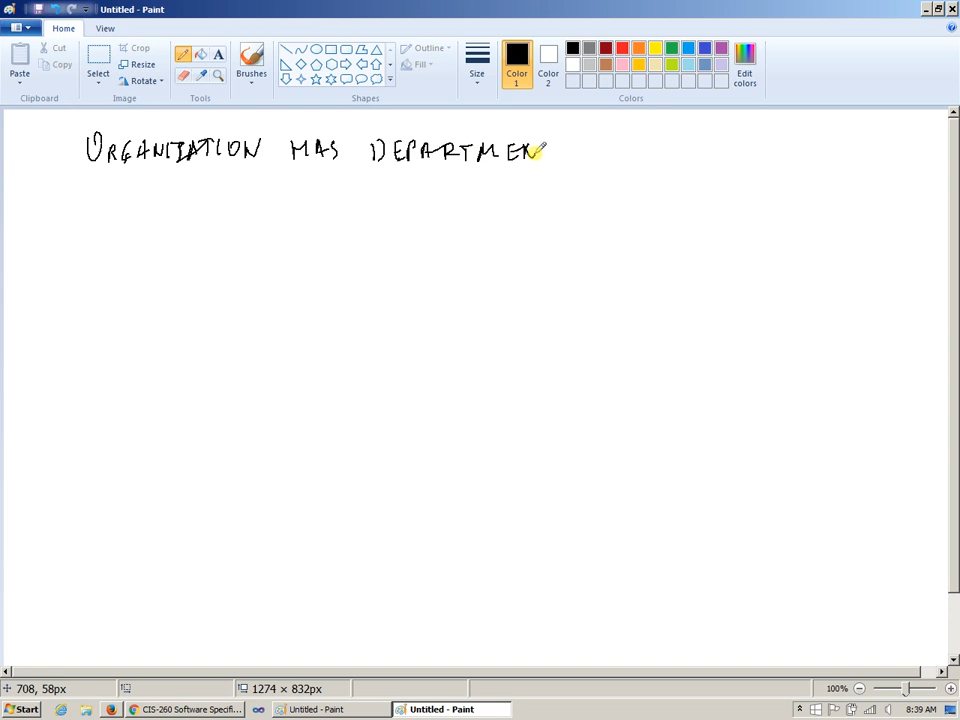 Untitled - Paint
Home View
Paste
Cut
Copy
Clipboard
Select
Crop
Resize
Rotate
Image
Tools
Brushes
Shapes
Outline
Fill
Size
Color 1
Color 2
Edit colors
Colors
ORGANIZATION HAS DEPARTMEN
708, 58px
1274 × 832px
100%
Start
CIS-260 Software Specifi...
Untitled - Paint
Untitled - Paint
8:39 AM